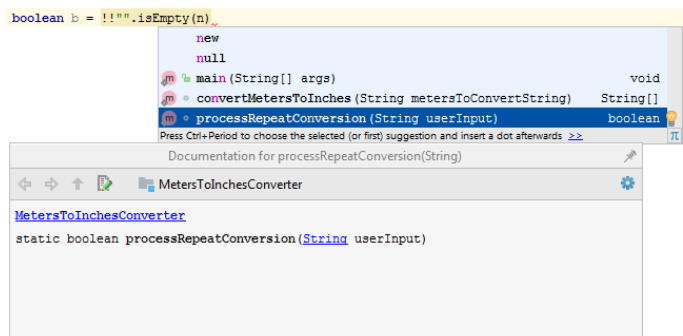 boolean b = !!"".isEmpty(n)
new
null
main(String[] args) void
convertMetersToInches(String metersToConvertString) String[]
processRepeatConversion(String userInput) boolean
Press Ctrl+Period to choose the selected (or first) suggestion and insert a dot afterwards >> π
Documentation for processRepeatConversion(String)
MetersToInchesConverter
MetersToInchesConverter
static boolean processRepeatConversion(String userInput)